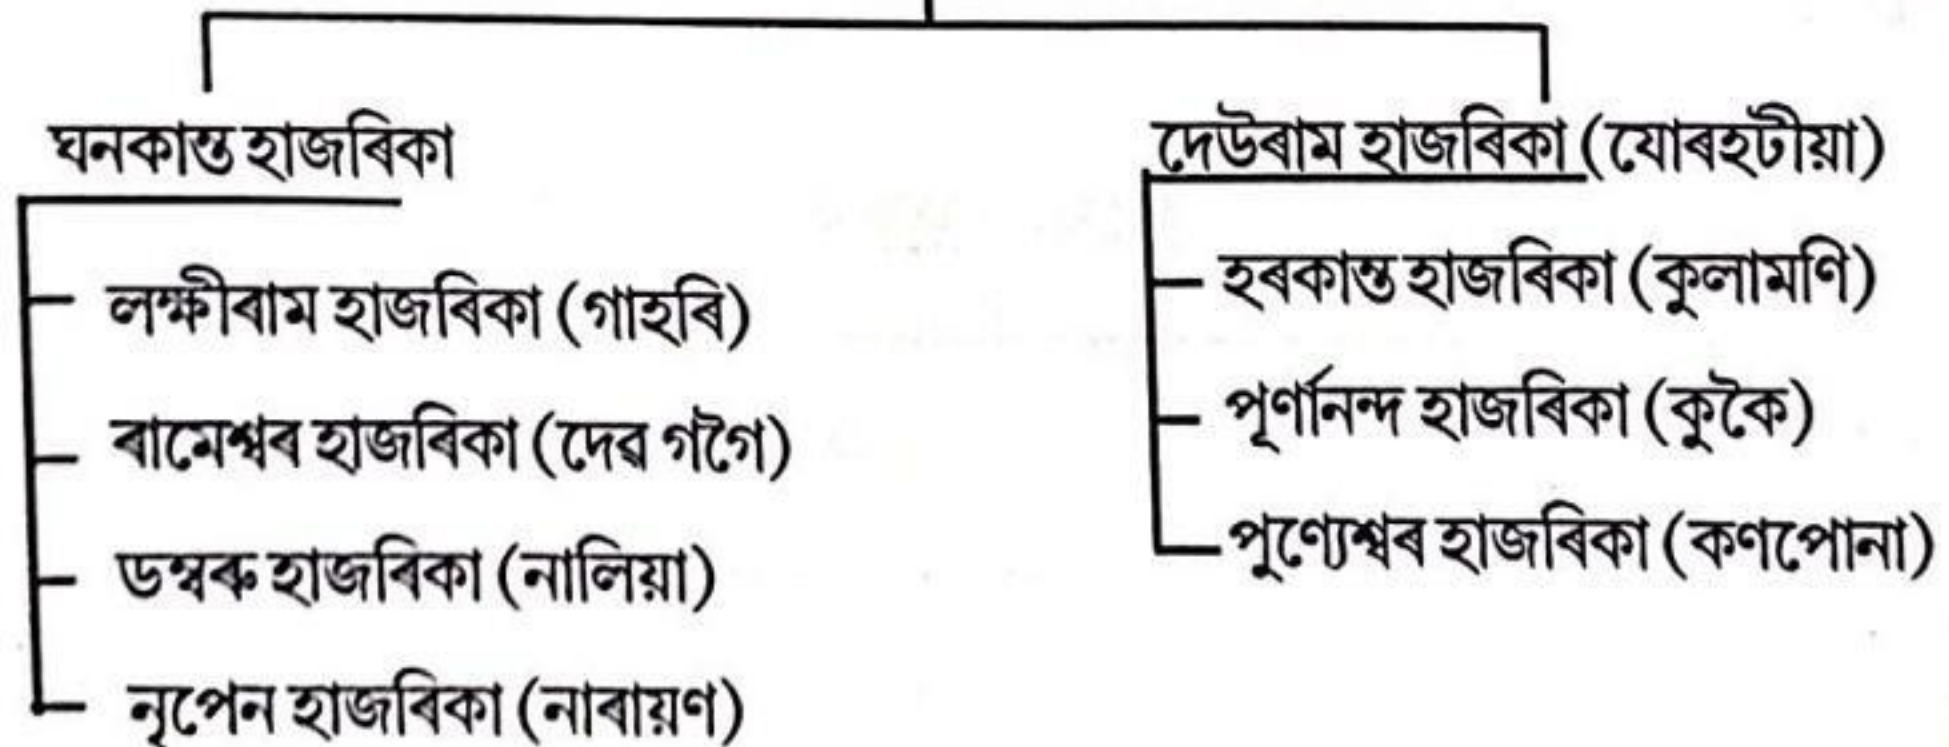 ঘনকান্ত হাজৰিকা
লক্ষীৰাম হাজৰিকা (গাহৰি)
ৰামেশ্বৰ হাজৰিকা (দেৱ গগৈ)
ডম্বৰু হাজৰিকা (নালিয়া)
নৃপেন হাজৰিকা (নাৰায়ণ)
দেউৰাম হাজৰিকা (যোৰহটীয়া)
হৰকান্ত হাজৰিকা (কুলামণি)
পূৰ্ণানন্দ হাজৰিকা (কুকৈ)
পুণ্যেশ্বৰ হাজৰিকা (কণপোনা)